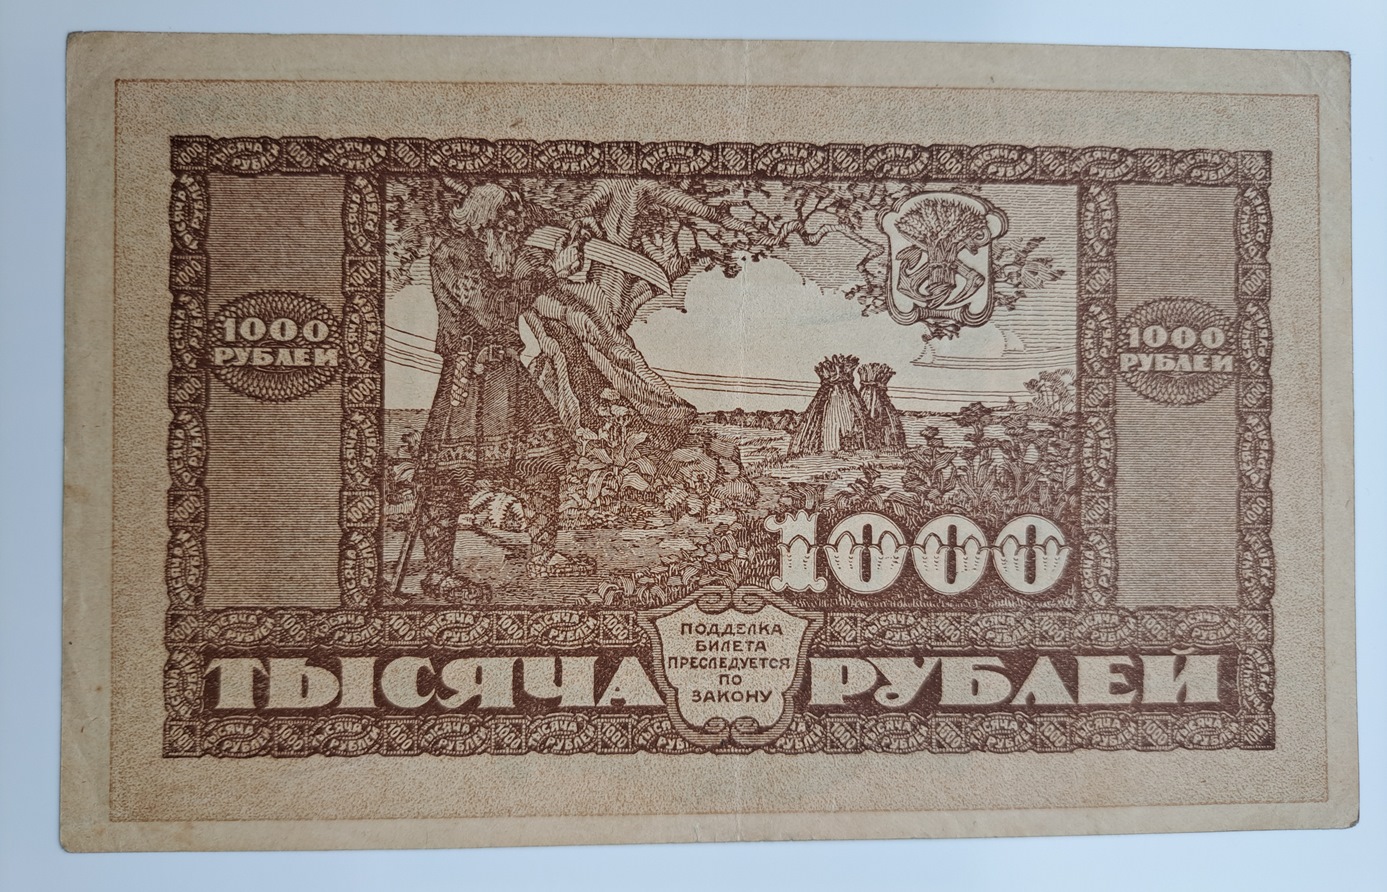 1000
РУБЛЕЙ
1000
РУБЛЕЙ
1000
ПОДДЕЛКА
БИЛЕТА
ПРЕСЛЕДУЕТСЯ
ПО
ЗАКОНУ
ТЫСЯЧА РУБЛЕЙ